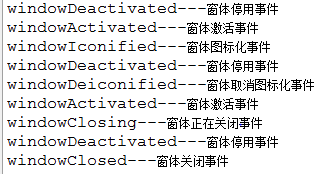 windowDeactivated---窗体停用事件
windowActivated---窗体激活事件
windowIconified---窗体图标化事件
windowDeactivated---窗体停用事件
windowDeiconified---窗体取消图标化事件
windowActivated---窗体激活事件
windowClosing---窗体正在关闭事件
windowDeactivated---窗体停用事件
windowClosed---窗体关闭事件